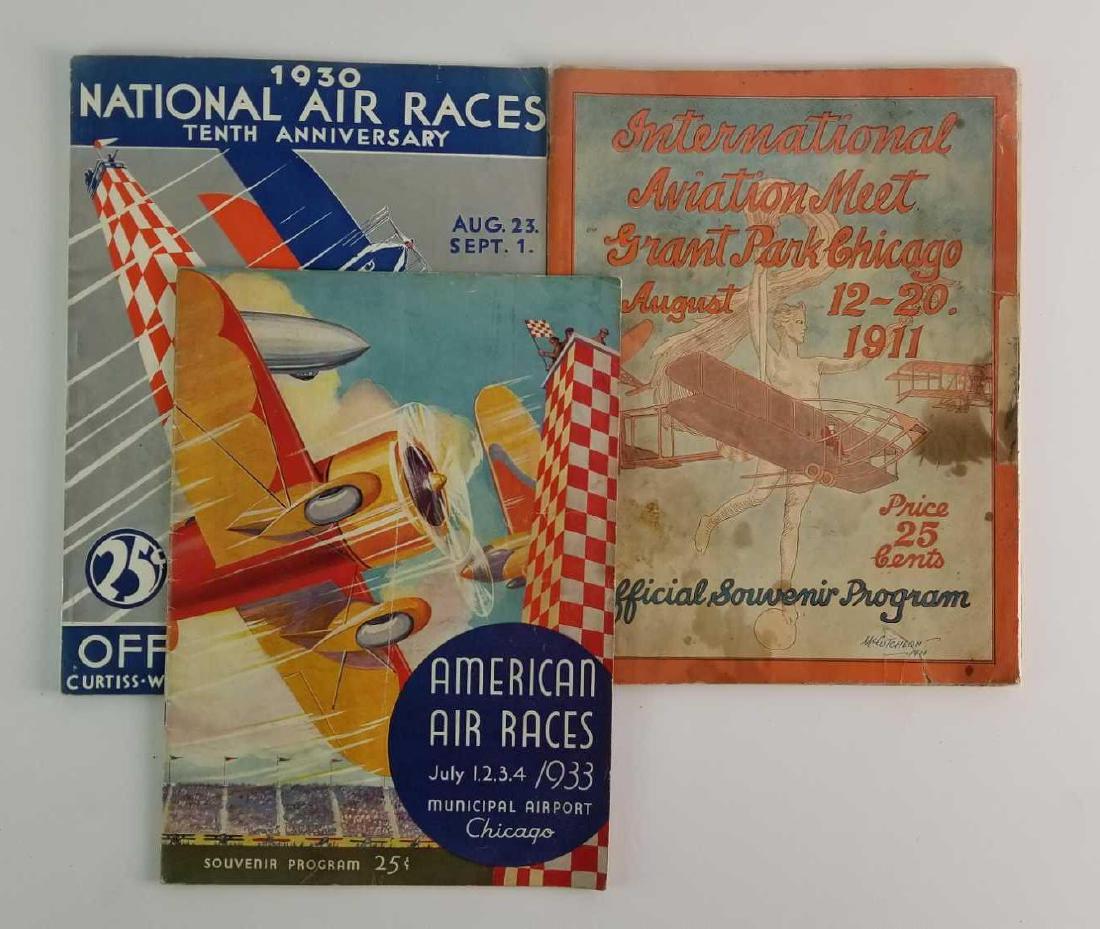 1930
NATIONAL AIR RACES
TENTH ANNIVERSARY
AUG. 23.
SEPT. 1.
25¢
OFF
CURTISS-W
International
Aviation Meet
Grant Park Chicago
August 12-20.
1911
Price
25
Cents
fficial Souvenir Program
McCutcheon
AMERICAN
AIR RACES
July 1.2.3.4 1933
MUNICIPAL AIRPORT
Chicago
SOUVENIR PROGRAM 25¢